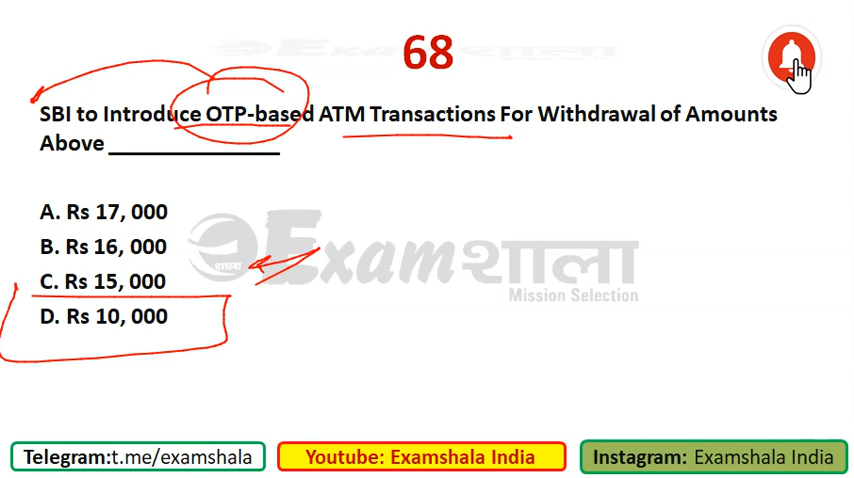 68
SBI to Introduce OTP-based ATM Transactions For Withdrawal of Amounts
Above _______________
A. Rs 17, 000
B. Rs 16, 000
शाला Examशाला
C. Rs 15, 000
Mission Selection
D. Rs 10, 000
Telegram:t.me/examshala
Youtube: Examshala India
Instagram: Examshala India